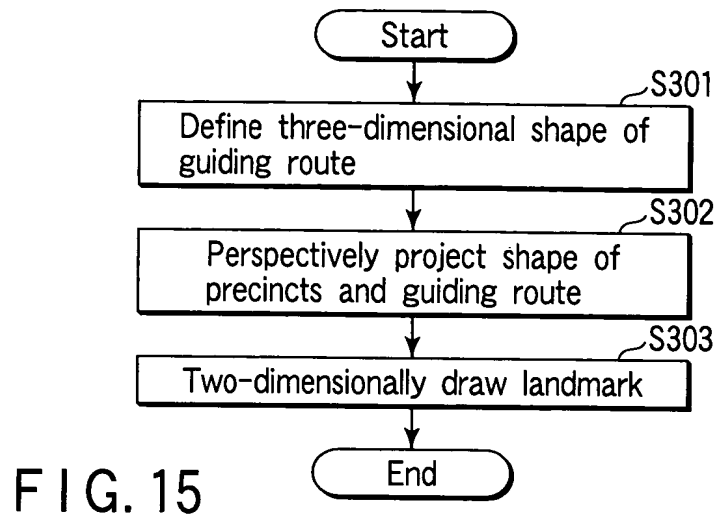 Start
S301
Define three-dimensional shape of
guiding route
S302
Perspectively project shape of
precincts and guiding route
S303
Two-dimensionally draw landmark
End
FIG. 15